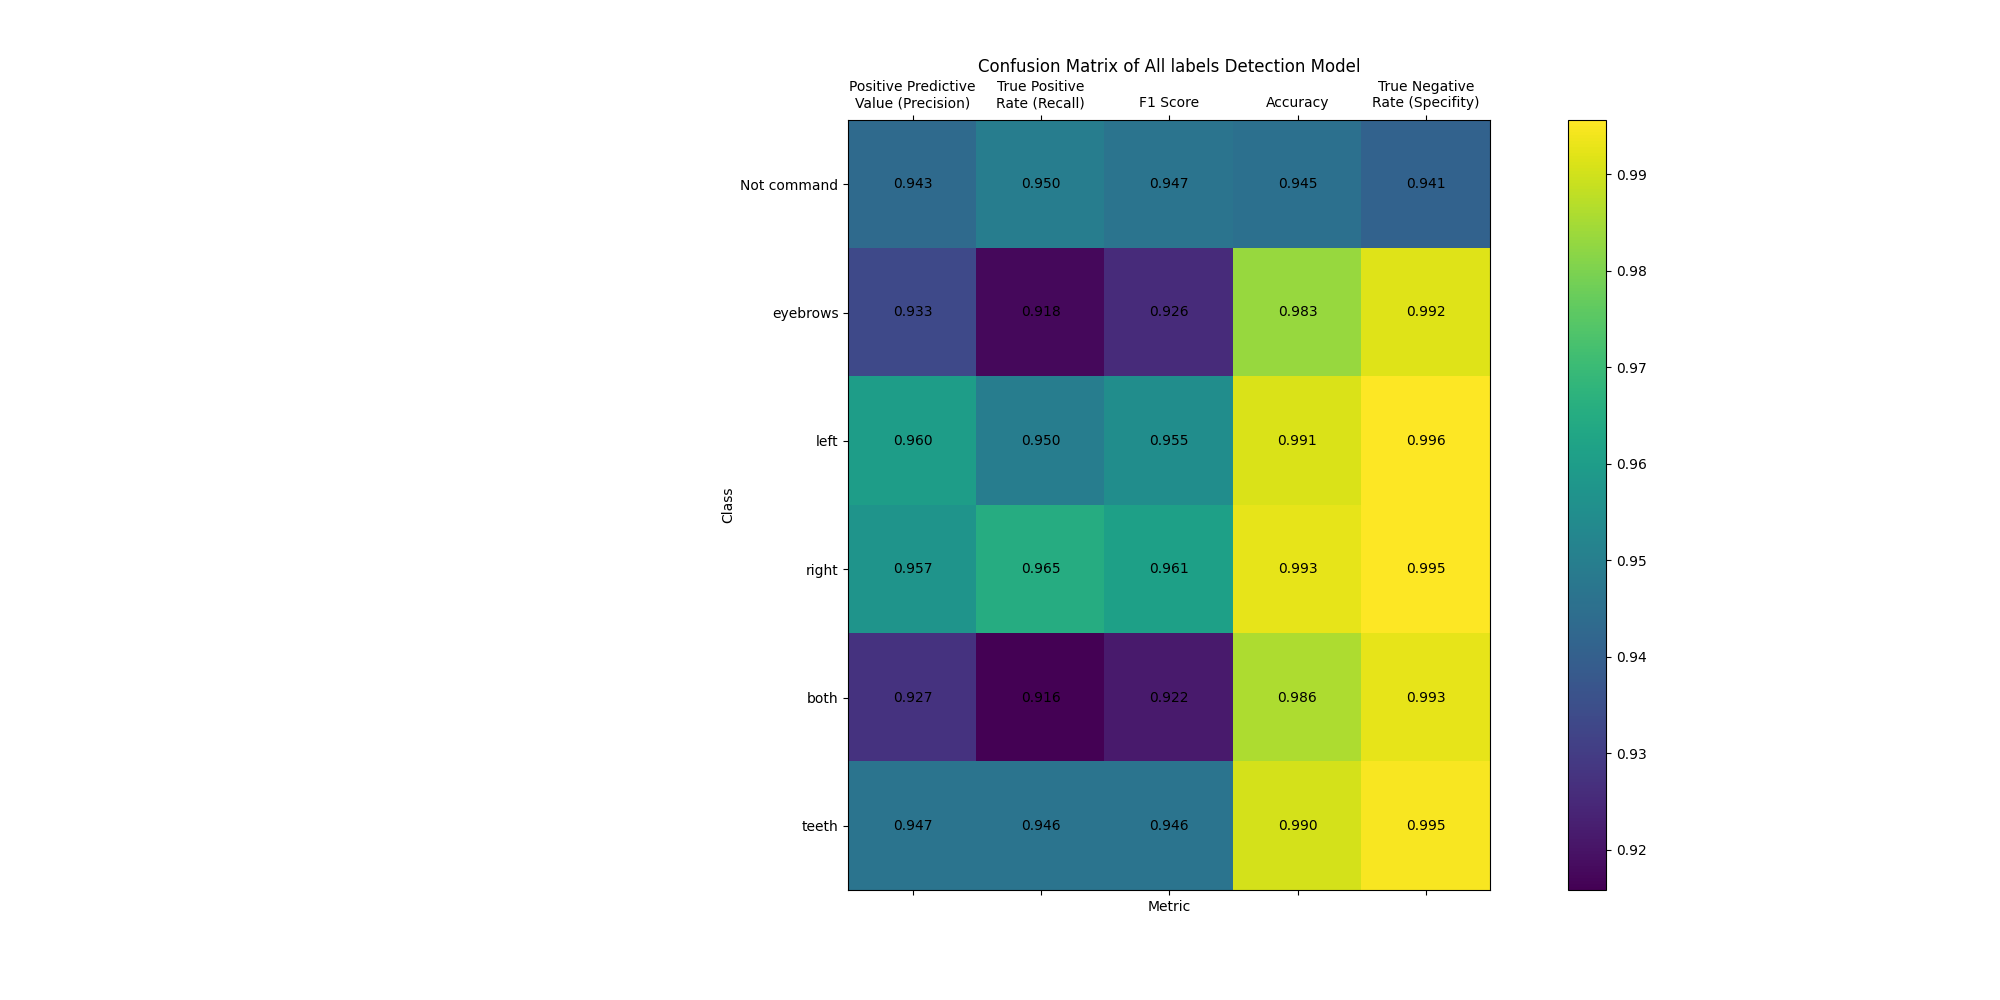 Confusion Matrix of All labels Detection Model
Positive Predictive
Value (Precision)
True Positive
Rate (Recall)
F1 Score
Accuracy
True Negative
Rate (Specifity)
Not command
0.943 0.950 0.947 0.945 0.941
eyebrows
0.933 0.918 0.926 0.983 0.992
left
0.960 0.950 0.955 0.991 0.996
right
0.957 0.965 0.961 0.993 0.995
both
0.927 0.916 0.922 0.986 0.993
teeth
0.947 0.946 0.946 0.990 0.995
Class
Metric
0.99
0.98
0.97
0.96
0.95
0.94
0.93
0.92